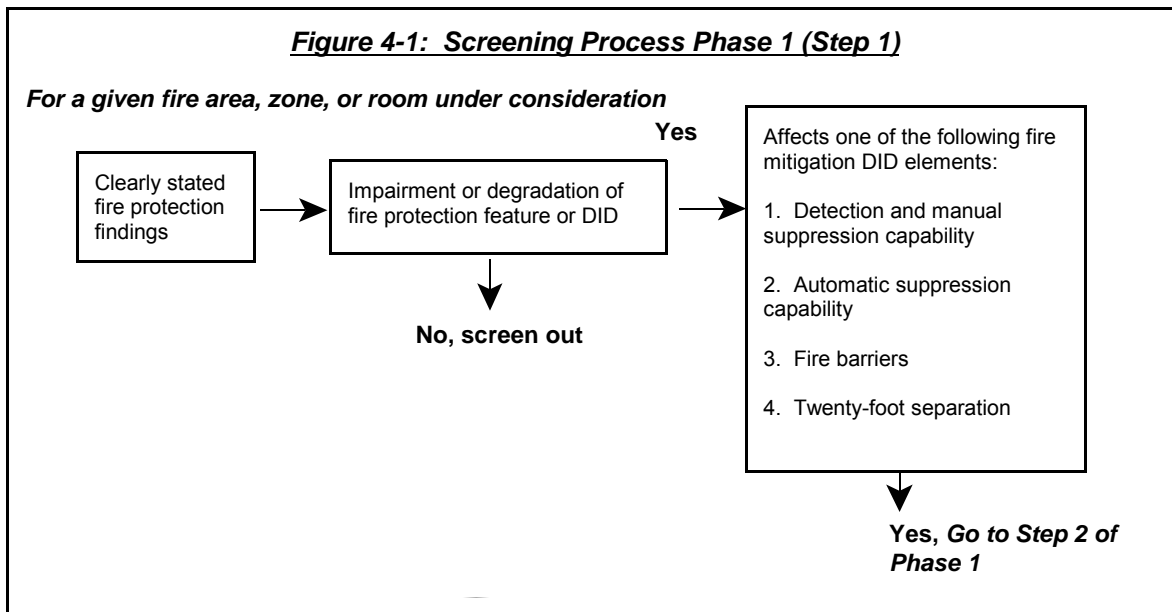 Figure 4-1: Screening Process Phase 1 (Step 1)
For a given fire area, zone, or room under consideration
Clearly stated
fire protection
findings
Impairment or degradation of
fire protection feature or DID
No, screen out
Yes
Affects one of the following fire
mitigation DID elements:
1. Detection and manual
suppression capability
2. Automatic suppression
capability
3. Fire barriers
4. Twenty-foot separation
Yes, Go to Step 2 of
Phase 1